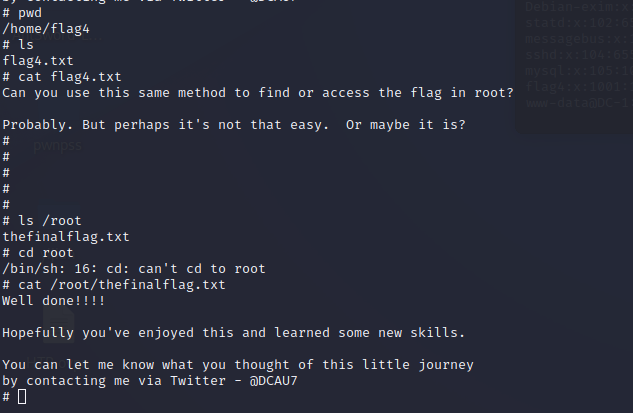 by contacting me via Twitter - @DCAU7
# pwd
/home/flag4
# ls
flag4.txt
# cat flag4.txt
Can you use this same method to find or access the flag in root?
Probably. But perhaps it's not that easy.  Or maybe it is?
#
#
#
#
#
# ls /root
thefinalflag.txt
# cd root
/bin/sh: 16: cd: can't cd to root
# cat /root/thefinalflag.txt
Well done!!!!
Hopefully you've enjoyed this and learned some new skills.
You can let me know what you thought of this little journey
by contacting me via Twitter - @DCAU7
#